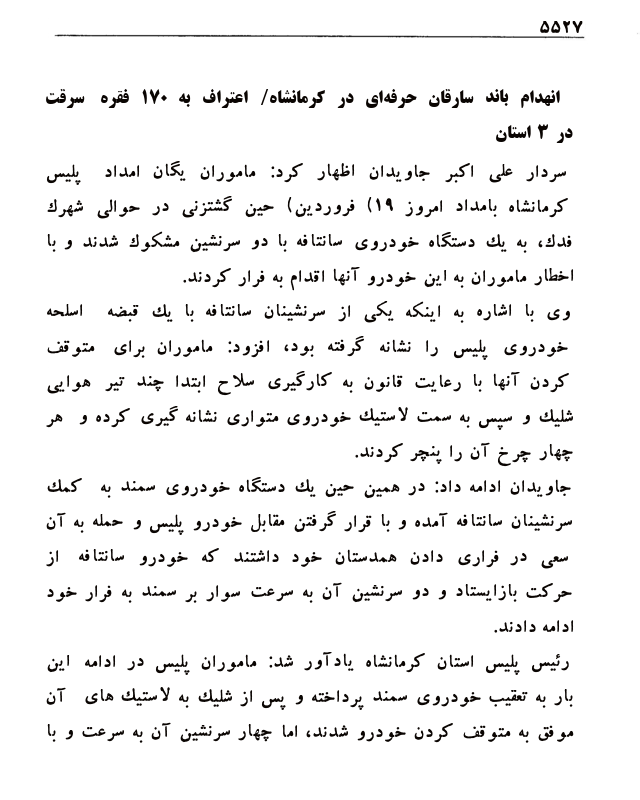 ۵۵۲۷
انهدام باند سارقان حرفه‌ای در کرمانشاه/ اعتراف به ۱۷۰ فقره سرقت
در ۳ استان
سردار علی اکبر جاویدان اظهار کرد: ماموران یگان امداد پلیس
کرمانشاه بامداد امروز ۱۹) فروردین) حین گشتزنی در حوالی شهرك
فدك، به یك دستگاه خودروی سانتافه با دو سرنشین مشکوك شدند و با
اخطار ماموران به این خودرو آنها اقدام به فرار کردند.
وی با اشاره به اینکه یکی از سرنشینان سانتافه با یك قبضه اسلحه
خودروی پلیس را نشانه گرفته بود، افزود: ماموران برای متوقف
کردن آنها با رعایت قانون به کارگیری سلاح ابتدا چند تیر هوایی
شلیك و سپس به سمت لاستیك خودروی متواری نشانه گیری کرده و هر
چهار چرخ آن را پنچر کردند.
جاویدان ادامه داد: در همین حین یك دستگاه خودروی سمند به کمك
سرنشینان سانتافه آمده و با قرار گرفتن مقابل خودرو پلیس و حمله به آن
سعی در فراری دادن همدستان خود داشتند که خودرو سانتافه از
حرکت بازایستاد و دو سرنشین آن به سرعت سوار بر سمند به فرار خود
ادامه دادند.
رئیس پلیس استان کرمانشاه یادآور شد: ماموران پلیس در ادامه این
بار به تعقیب خودروی سمند پرداخته و پس از شلیك به لاستیك های آن
موفق به متوقف کردن خودرو شدند، اما چهار سرنشین آن به سرعت و با